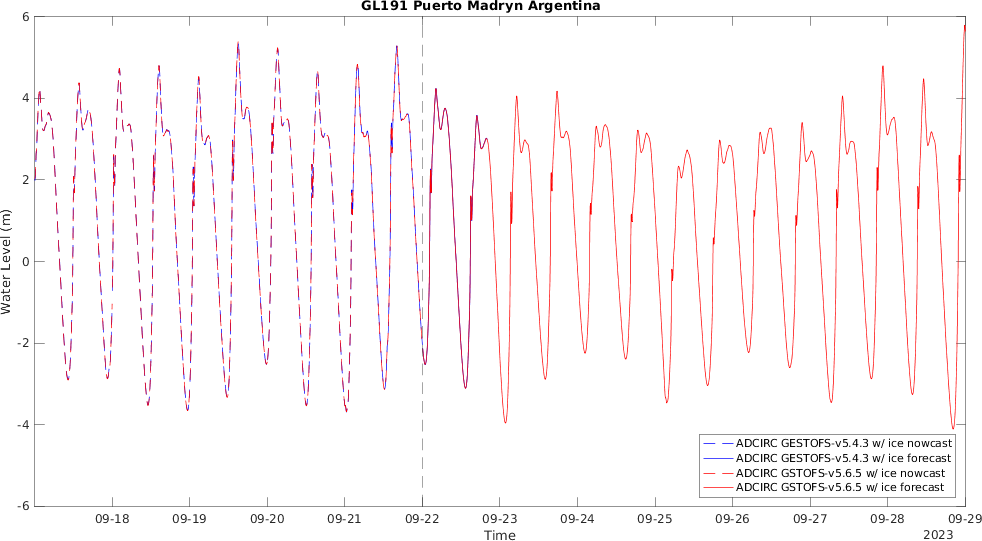 GL191 Puerto Madryn Argentina
6
4
2
0
-2
-4
-6
Water Level (m)
ADCIRC GESTOFS-v5.4.3 w/ ice nowcast
ADCIRC GESTOFS-v5.4.3 w/ ice forecast
ADCIRC GSTOFS-v5.6.5 w/ ice nowcast
ADCIRC GSTOFS-v5.6.5 w/ ice forecast
09-18 09-19 09-20 09-21 09-22 09-23 09-24 09-25 09-26 09-27 09-28 09-29
Time
2023